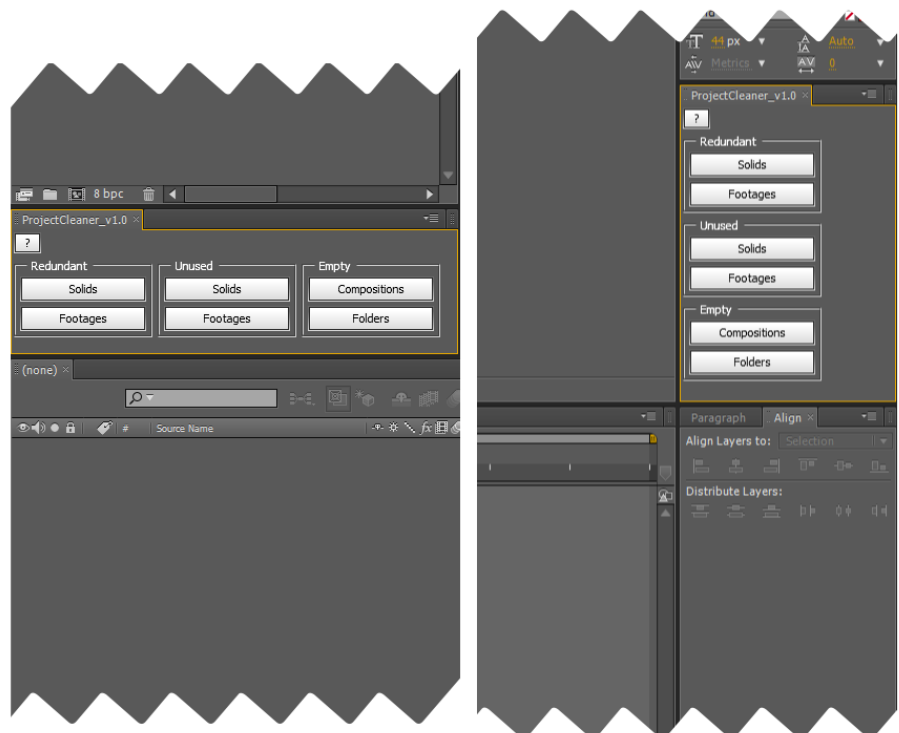 8 bpc
ProjectCleaner_v1.0
?
Redundant Unused Empty
Solids Solids Compositions
Footages Footages Folders
(none)
# Source Name
fx
44 px Auto
Metrics 0
ProjectCleaner_v1.0
?
Redundant
Solids
Footages
Unused
Solids
Footages
Empty
Compositions
Folders
Paragraph Align
Align Layers to: Selection
Distribute Layers: